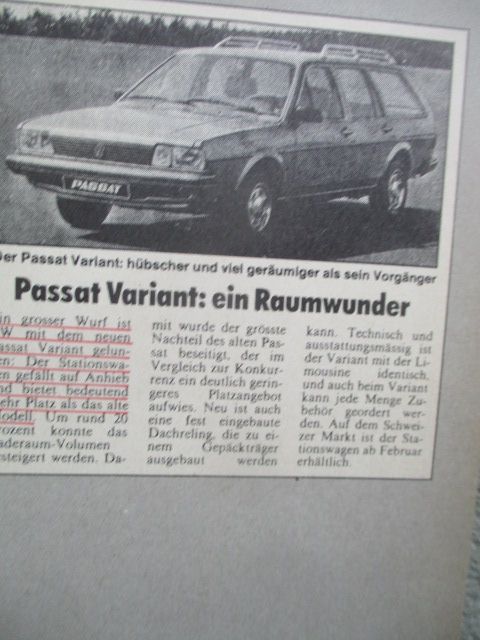 PASSAT
Der Passat Variant: hübscher und viel geräumiger als sein Vorgänger
Passat Variant: ein Raumwunder
in grosser Wurf ist
W mit dem neuen
assat Variant gelun-
en: Der Stationswa-
en gefällt auf Anhieb
nd bietet bedeutend
ehr Platz als das alte
odell. Um rund 20
rozent konnte das
aderaum-Volumen
steigert werden. Da-
mit wurde der grösste
Nachteil des alten Pas-
sat beseitigt, der im
Vergleich zur Konkur-
renz ein deutlich gerin-
geres Platzangebot
aufwies. Neu ist auch
eine fest eingebaute
Dachreling, die zu ei-
nem Gepäckträger
ausgebaut werden
kann. Technisch und
ausstattungsmässig ist
der Variant mit der Li-
mousine identisch,
und auch beim Variant
kann jede Menge Zu-
behör geordert wer-
den. Auf dem Schwei-
zer Markt ist der Sta-
tionswagen ab Februar
erhältlich.